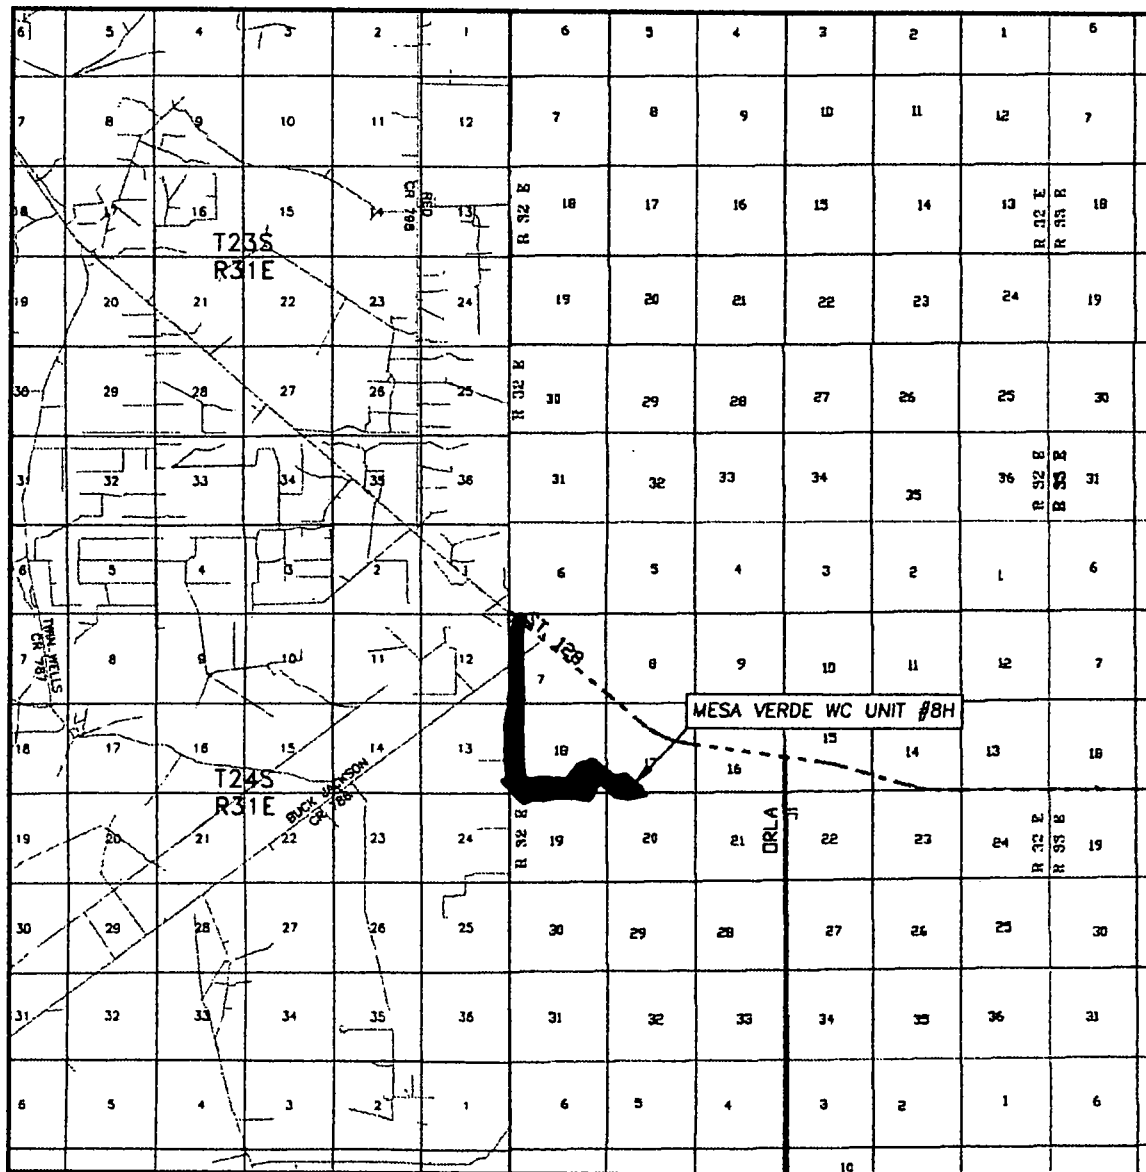 6 5 4 3 2 1 6 5 4 3 2 1 6
7 8 9 10 11 12 7 8 9 10 11 12 7
18 17 16 15 14 13 18 17 16 15 14 13 18
RED
CR 798
R 32 E
R 32 E
R 33 E
T23S
R31E
19 20 21 22 23 24 19 20 21 22 23 24 19
30 29 28 27 26 25 30 29 28 27 26 25 30
R 32 E
31 32 33 34 35 36 31 32 33 34 35 36 31
R 32 E
R 33 E
6 5 4 3 2 1 6 5 4 3 2 1 6
ST. 128
TWIN WELLS
CR 787
7 8 9 10 11 12 7 8 9 10 11 12 7
MESA VERDE WC UNIT #8H
18 17 16 15 14 13 18 17 16 15 14 13 18
T24S
R31E
BUCK JACKSON
CR 786
ORLA
R 32 E
R 32 E
R 33 E
19 20 21 22 23 24 19 20 21 22 23 24 19
30 29 28 27 26 25 30 29 28 27 26 25 30
31 32 33 34 35 36 31 32 33 34 35 36 31
6 5 4 3 2 1 6 5 4 3 2 1 6
10